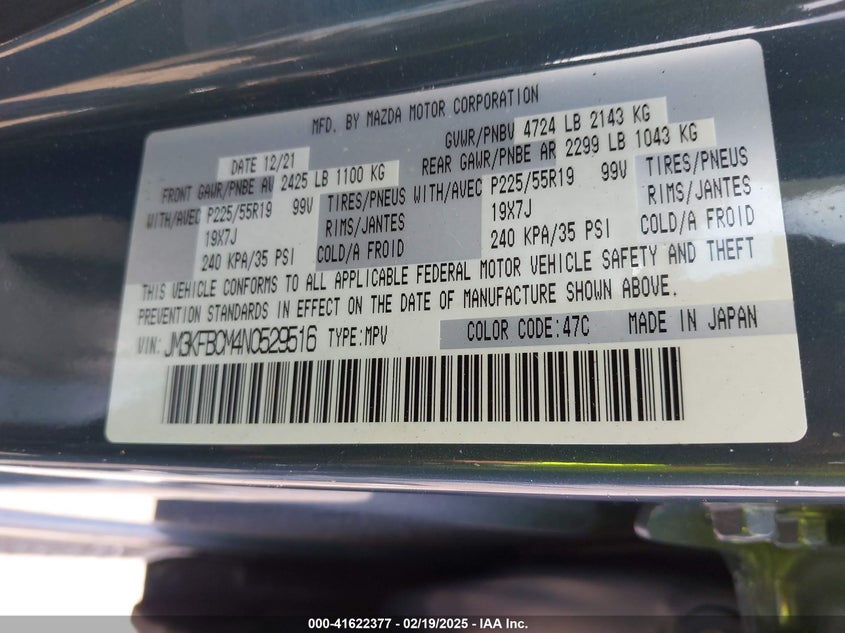 MFD. BY MAZDA MOTOR CORPORATION
DATE 12/21 GVWR/PNBV 4724 LB 2143 KG
FRONT GAWR/PNBE AV 2425 LB 1100 KG REAR GAWR/PNBE AR 2299 LB 1043 KG
WITH/AVEC P225/55R19 99V TIRES/PNEUS WITH/AVEC P225/55R19 99V TIRES/PNEUS
19X7J RIMS/JANTES 19X7J RIMS/JANTES
240 KPA/35 PSI COLD/A FROID 240 KPA/35 PSI COLD/A FROID
THIS VEHICLE CONFORMS TO ALL APPLICABLE FEDERAL MOTOR VEHICLE SAFETY AND THEFT
PREVENTION STANDARDS IN EFFECT ON THE DATE OF MANUFACTURE SHOWN ABOVE.
VIN: JM3KFBCM4N0529516 TYPE:MPV COLOR CODE:47C MADE IN JAPAN
000-41622377 - 02/19/2025 - IAA Inc.